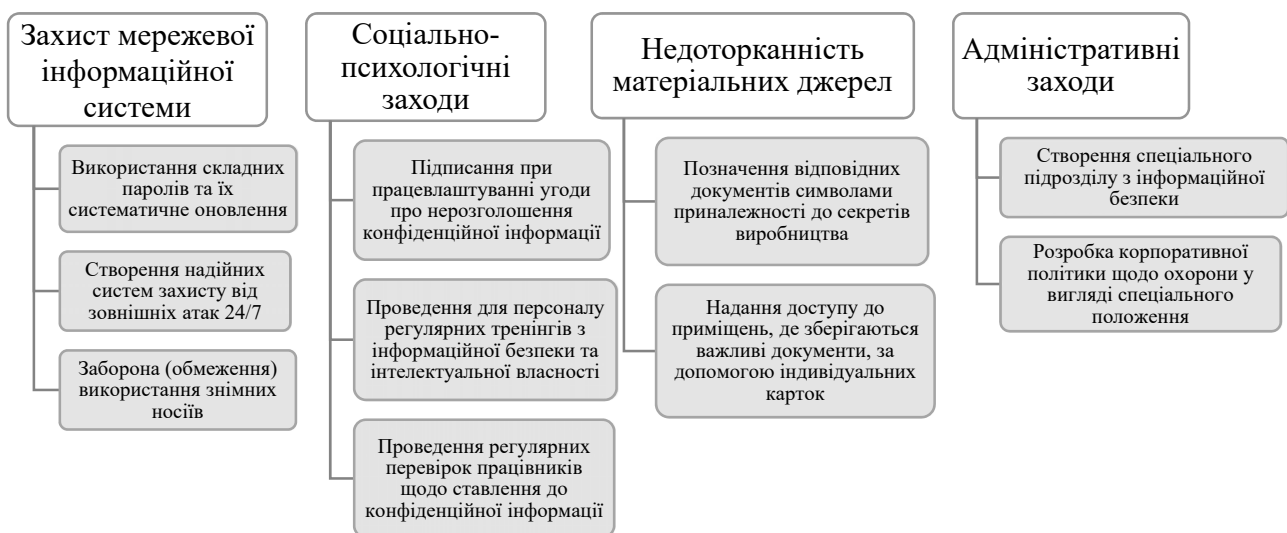 Захист мережевої
інформаційної
системи
Використання складних
паролів та їх
систематичне оновлення
Створення надійних
систем захисту від
зовнішніх атак 24/7
Заборона (обмеження)
використання знімних
носіїв
Соціально-
психологічні
заходи
Підписання при
працевлаштуванні угоди
про нерозголошення
конфіденційної інформації
Проведення для персоналу
регулярних тренінгів з
інформаційної безпеки та
інтелектуальної власності
Проведення регулярних
перевірок працівників
щодо ставлення до
конфіденційної інформації
Недоторканність
матеріальних джерел
Позначення відповідних
документів символами
приналежності до секретів
виробництва
Надання доступу до
приміщень, де зберігаються
важливі документи, за
допомогою індивідуальних
карток
Адміністративні
заходи
Створення спеціального
підрозділу з інформаційної
безпеки
Розробка корпоративної
політики щодо охорони у
вигляді спеціального
положення